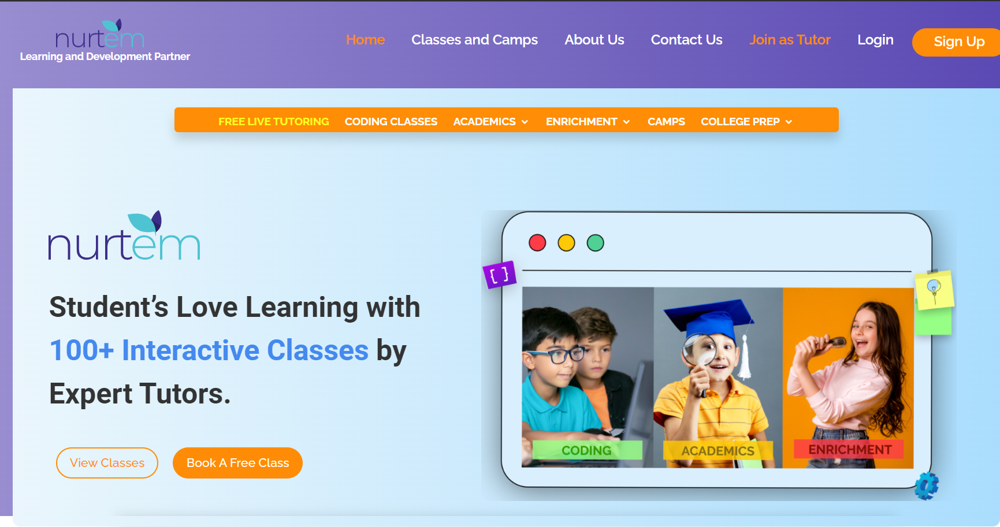 nurtem
Learning and Development Partner
Home Classes and Camps About Us Contact Us Join as Tutor Login Sign Up
FREE LIVE TUTORING CODING CLASSES ACADEMICS ENRICHMENT CAMPS COLLEGE PREP
nurtem
Student’s Love Learning with
100+ Interactive Classes by
Expert Tutors.
View Classes Book A Free Class
{ }
CODING ACADEMICS ENRICHMENT